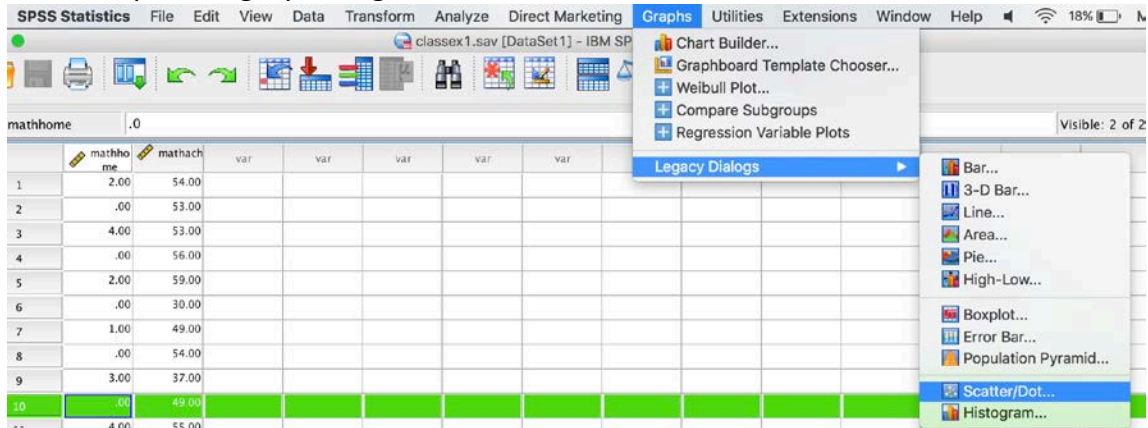 SPSS Statistics File Edit View Data Transform Analyze Direct Marketing Graphs Utilities Extensions Window Help 18%
classex1.sav [DataSet1] – IBM SP
Chart Builder...
Graphboard Template Chooser...
Weibull Plot...
Compare Subgroups
Regression Variable Plots
Legacy Dialogs
mathhome .0 Visible: 2 of 2
mathho
me mathach var var var var var
1 2.00 54.00
2 .00 53.00
3 4.00 53.00
4 .00 56.00
5 2.00 59.00
6 .00 30.00
7 1.00 49.00
8 .00 54.00
9 3.00 37.00
10 .00 49.00
4.00 55.00
Bar...
3-D Bar...
Line...
Area...
Pie...
High-Low...
Boxplot...
Error Bar...
Population Pyramid...
Scatter/Dot...
Histogram...